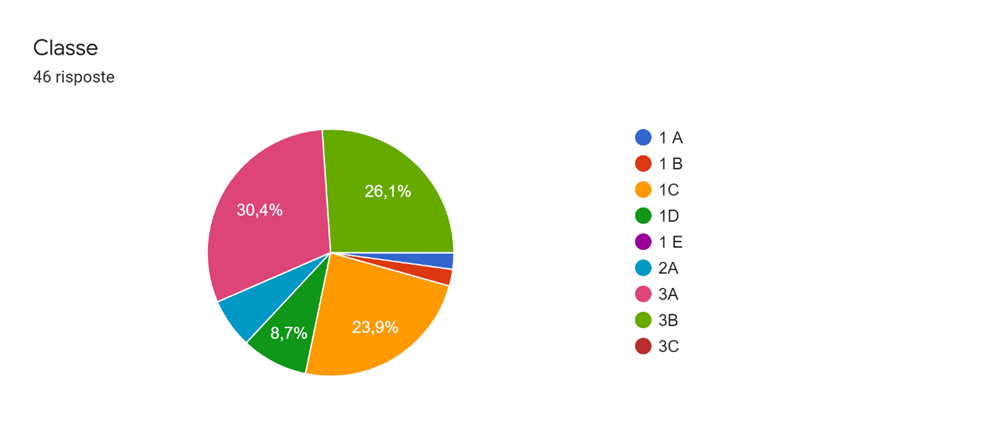 Classe
46 risposte
26,1%
30,4%
8,7%
23,9%
1 A
1 B
1C
1D
1 E
2A
3A
3B
3C